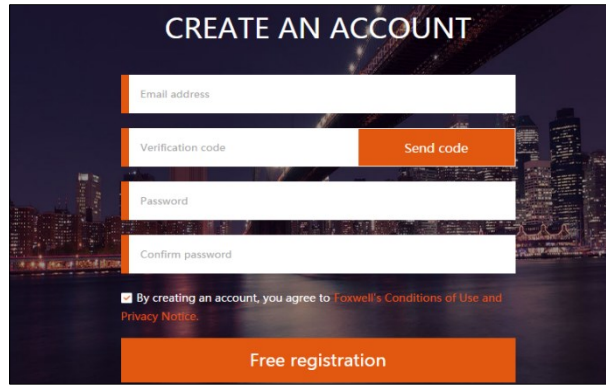 CREATE AN ACCOUNT
Email address
Verification code
Send code
Password
Confirm password
By creating an account, you agree to Foxwell's Conditions of Use and
Privacy Notice.
Free registration